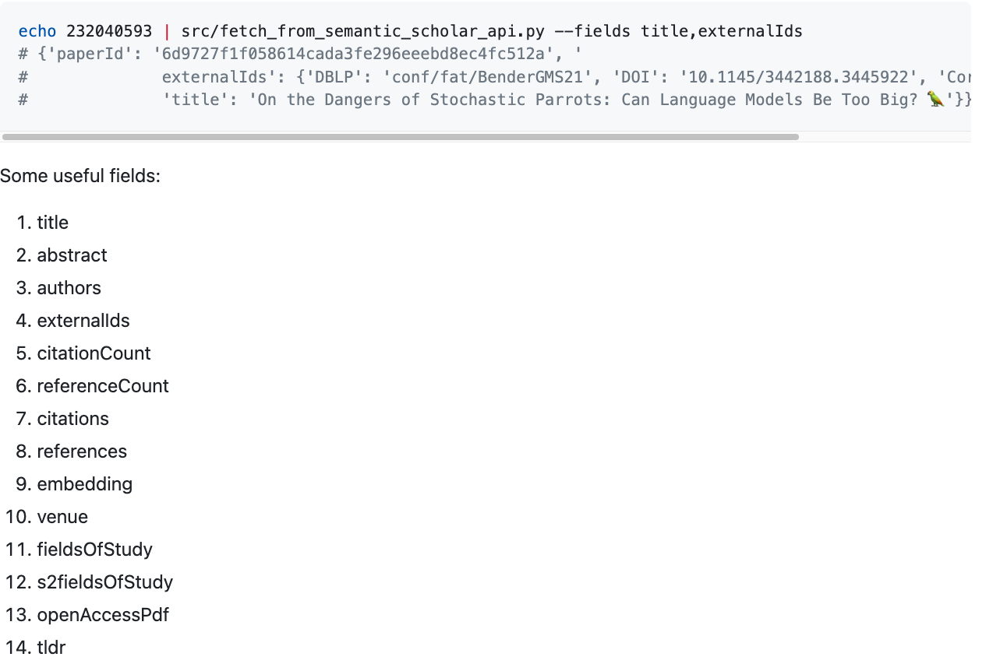 echo 232040593 | src/fetch_from_semantic_scholar_api.py --fields title,externalIds
# {'paperId': '6d9727f1f058614cada3fe296eeebd8ec4fc512a', '
# externalIds': {'DBLP': 'conf/fat/BenderGMS21', 'DOI': '10.1145/3442188.3445922', 'Cor
# 'title': 'On the Dangers of Stochastic Parrots: Can Language Models Be Too Big? 🦜'}}
Some useful fields:
1. title
2. abstract
3. authors
4. externalIds
5. citationCount
6. referenceCount
7. citations
8. references
9. embedding
10. venue
11. fieldsOfStudy
12. s2fieldsOfStudy
13. openAccessPdf
14. tldr